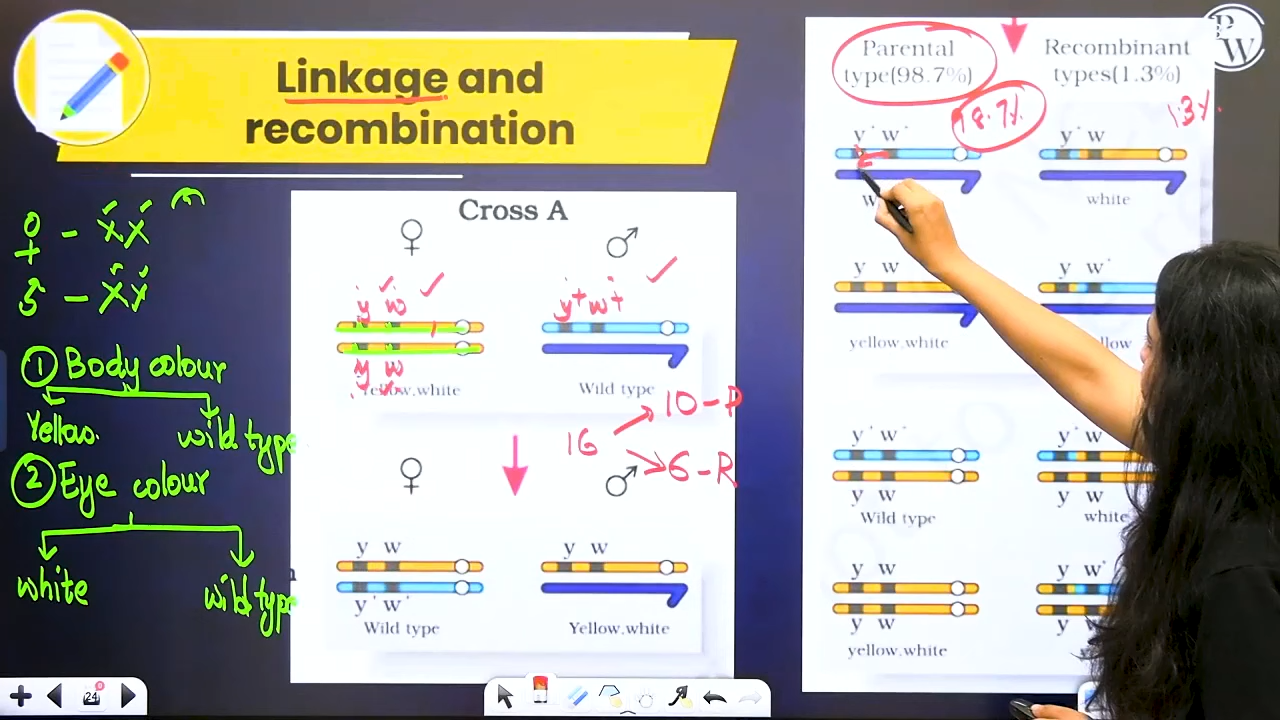 Linkage and
recombination
♀ - XX
♂ - XY
① Body colour
Yellow. wild type
② Eye colour
white wild type
Cross A
♀ ♂
y w y+ w+
y w
Yellow,white Wild type
16 10-P
6-R
♀ ♂
y w y w
y+ w+
Wild type Yellow,white
PW
Parental
type(98.7%)
Recombinant
types(1.3%)
98.7%
1.3%
y+ w+ y+ w
white
y w y w+
yellow,white
y+ w+ y+ w
y w
Wild type white
y w y w+
y w y
yellow,white
24